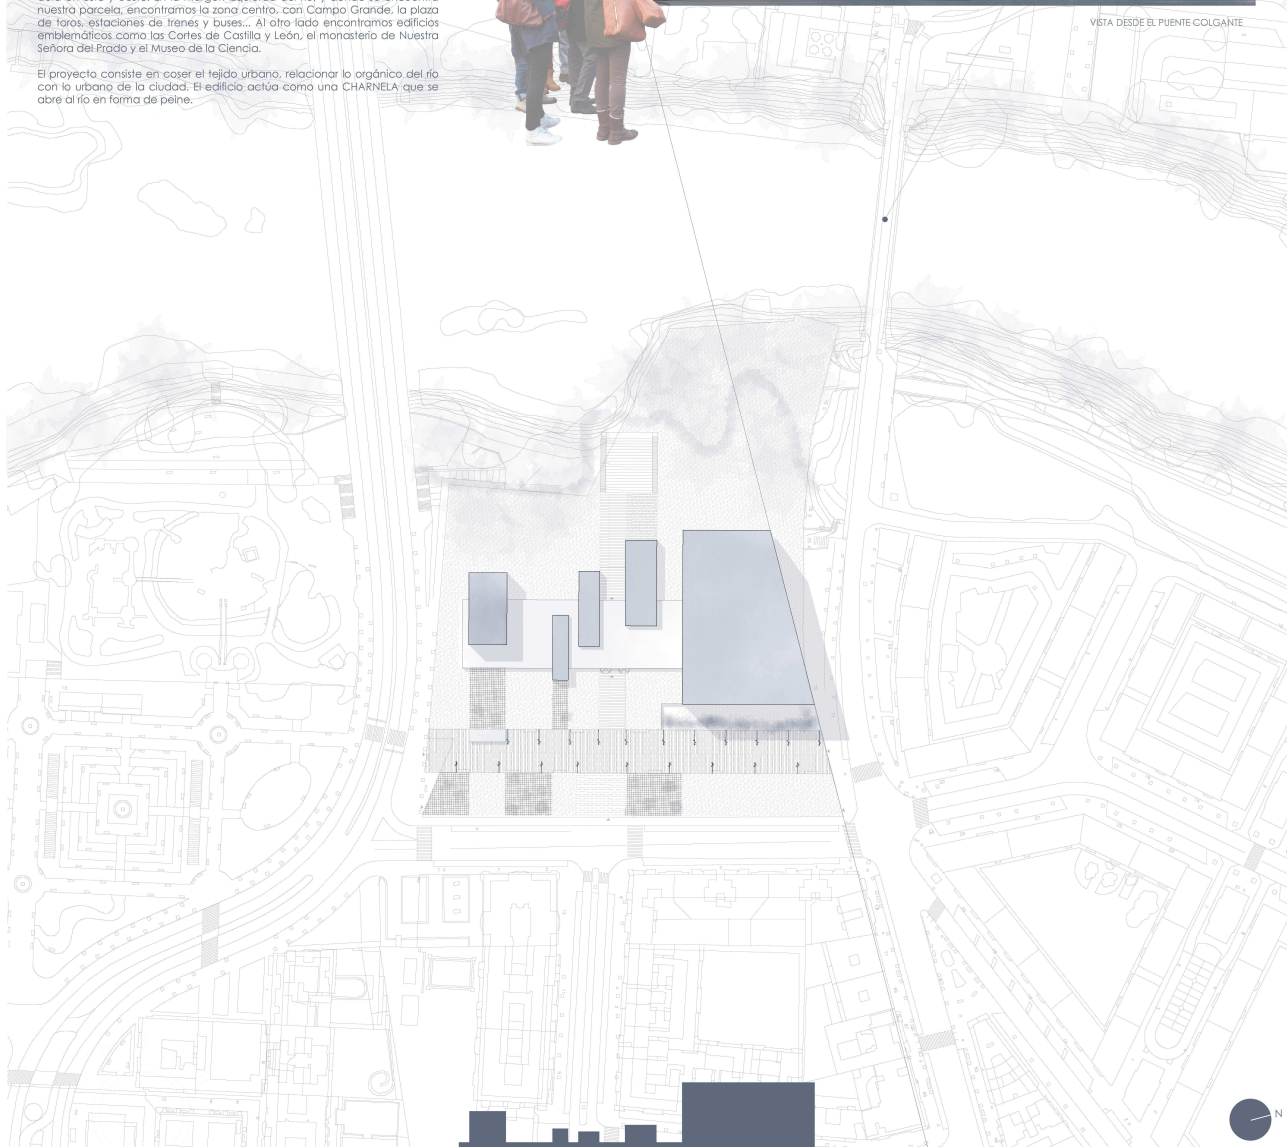 nuestra parcela, encontramos la zona centro, con Campo Grande, la plaza
de toros, estaciones de trenes y buses... Al otro lado encontramos edificios
emblemáticos como las Cortes de Castilla y León, el monasterio de Nuestra
Señora del Prado y el Museo de la Ciencia.
El proyecto consiste en coser el tejido urbano, relacionar lo orgánico del río
con lo urbano de la ciudad. El edificio actúa como una CHARNELA que se
abre al río en forma de peine.
VISTA DESDE EL PUENTE COLGANTE
N